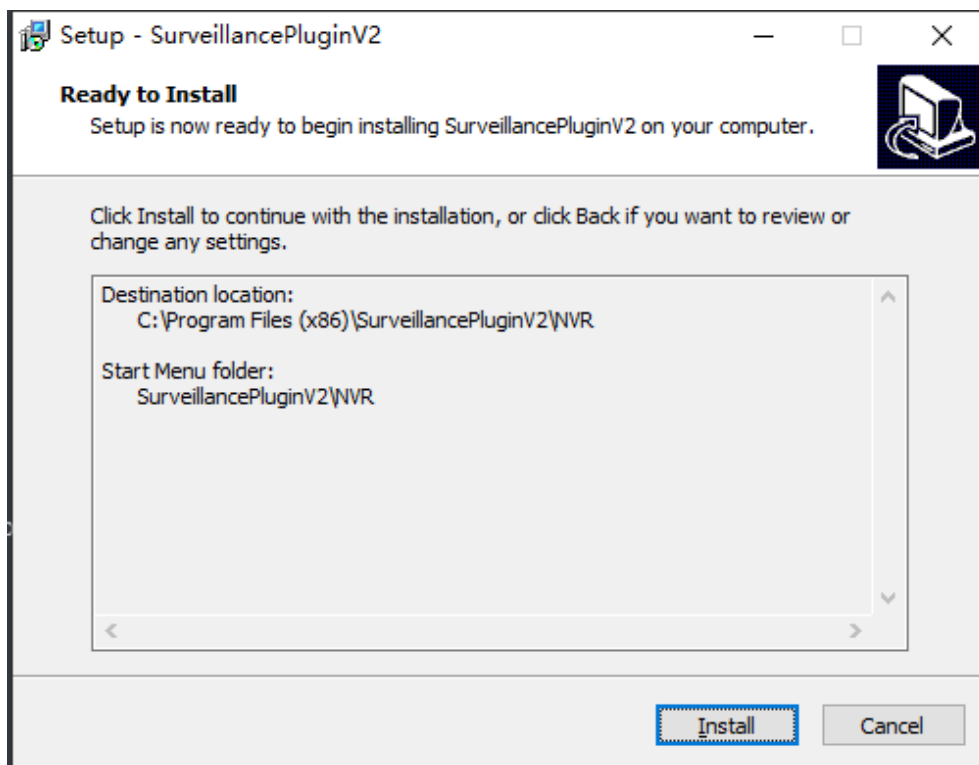 Setup - SurveillancePluginV2
Ready to Install
Setup is now ready to begin installing SurveillancePluginV2 on your computer.
Click Install to continue with the installation, or click Back if you want to review or
change any settings.
Destination location:
C:\Program Files (x86)\SurveillancePluginV2\NVR
Start Menu folder:
SurveillancePluginV2\NVR
Install
Cancel